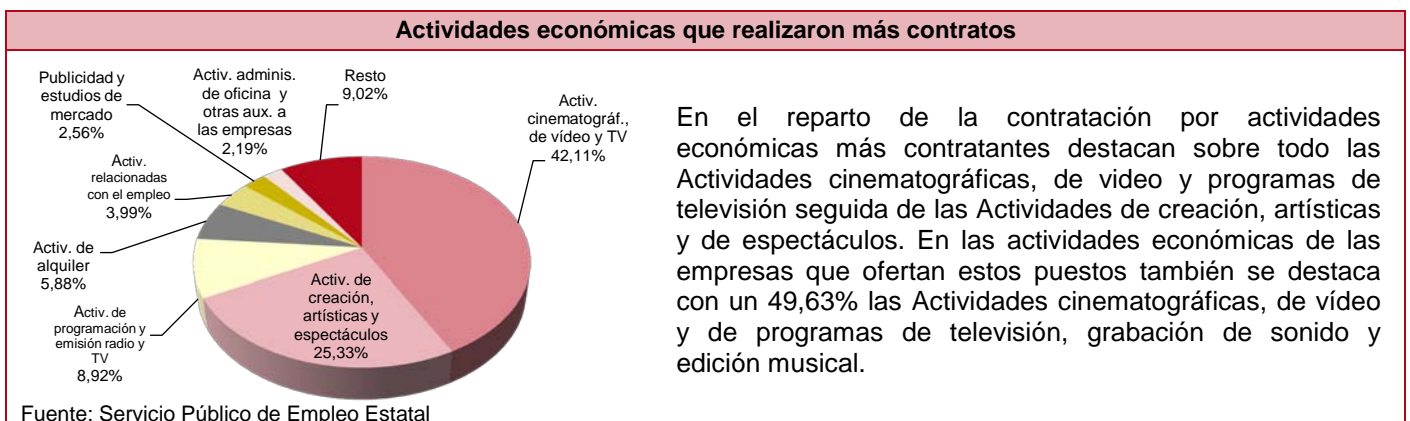 Actividades económicas que realizaron más contratos
Publicidad y
estudios de
mercado
2,56%
Activ. adminis.
de oficina y
otras aux. a
las empresas
2,19%
Resto
9,02%
Activ.
cinematográf.,
de vídeo y TV
42,11%
Activ.
relacionadas
con el empleo
3,99%
Activ. de
alquiler
5,88%
Activ. de
programación y
emisión radio y
TV
8,92%
Activ. de
creación,
artísticas y
espectáculos
25,33%
Fuente: Servicio Público de Empleo Estatal
En el reparto de la contratación por actividades
económicas más contratantes destacan sobre todo las
Actividades cinematográficas, de video y programas de
televisión seguida de las Actividades de creación, artísticas
y de espectáculos. En las actividades económicas de las
empresas que ofertan estos puestos también se destaca
con un 49,63% las Actividades cinematográficas, de vídeo
y de programas de televisión, grabación de sonido y
edición musical.